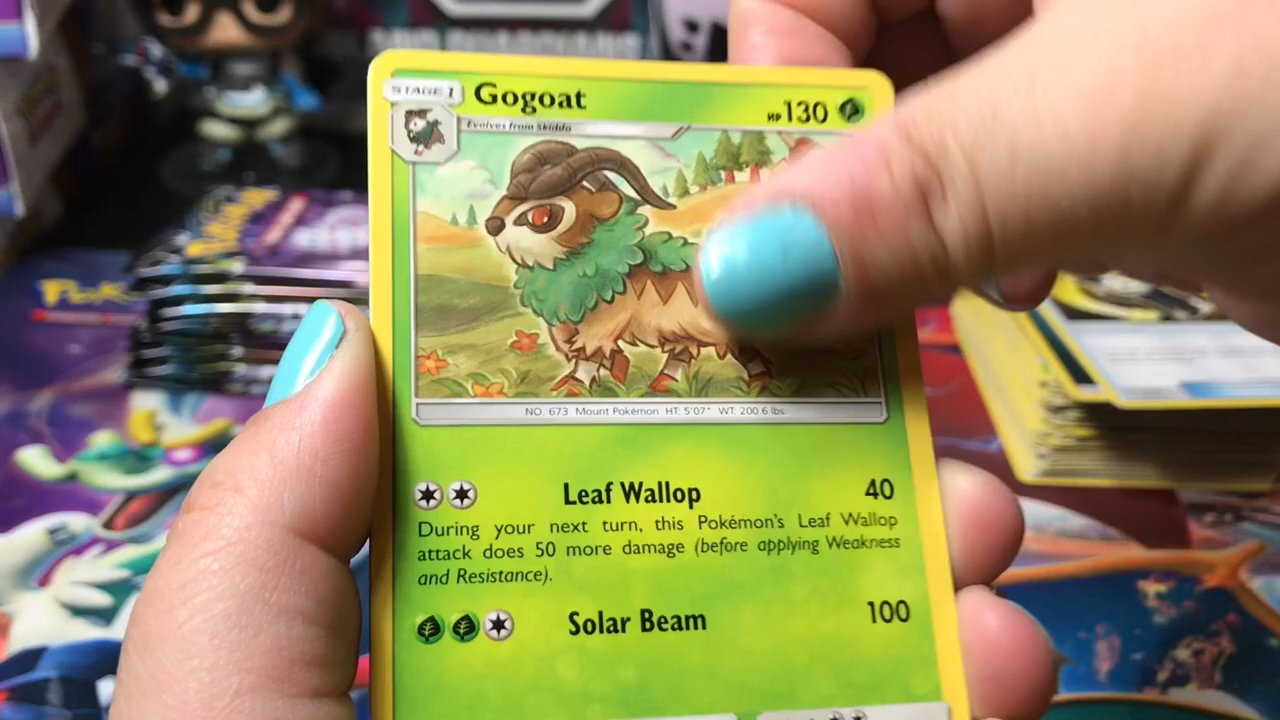 STAGE 1
Gogoat
HP 130
Evolves from Skiddo
NO. 673 Mount Pokémon HT: 5'07" WT: 200.6 lbs.
Leaf Wallop 40
During your next turn, this Pokémon's Leaf Wallop
attack does 50 more damage (before applying Weakness
and Resistance).
Solar Beam 100
Pokémon